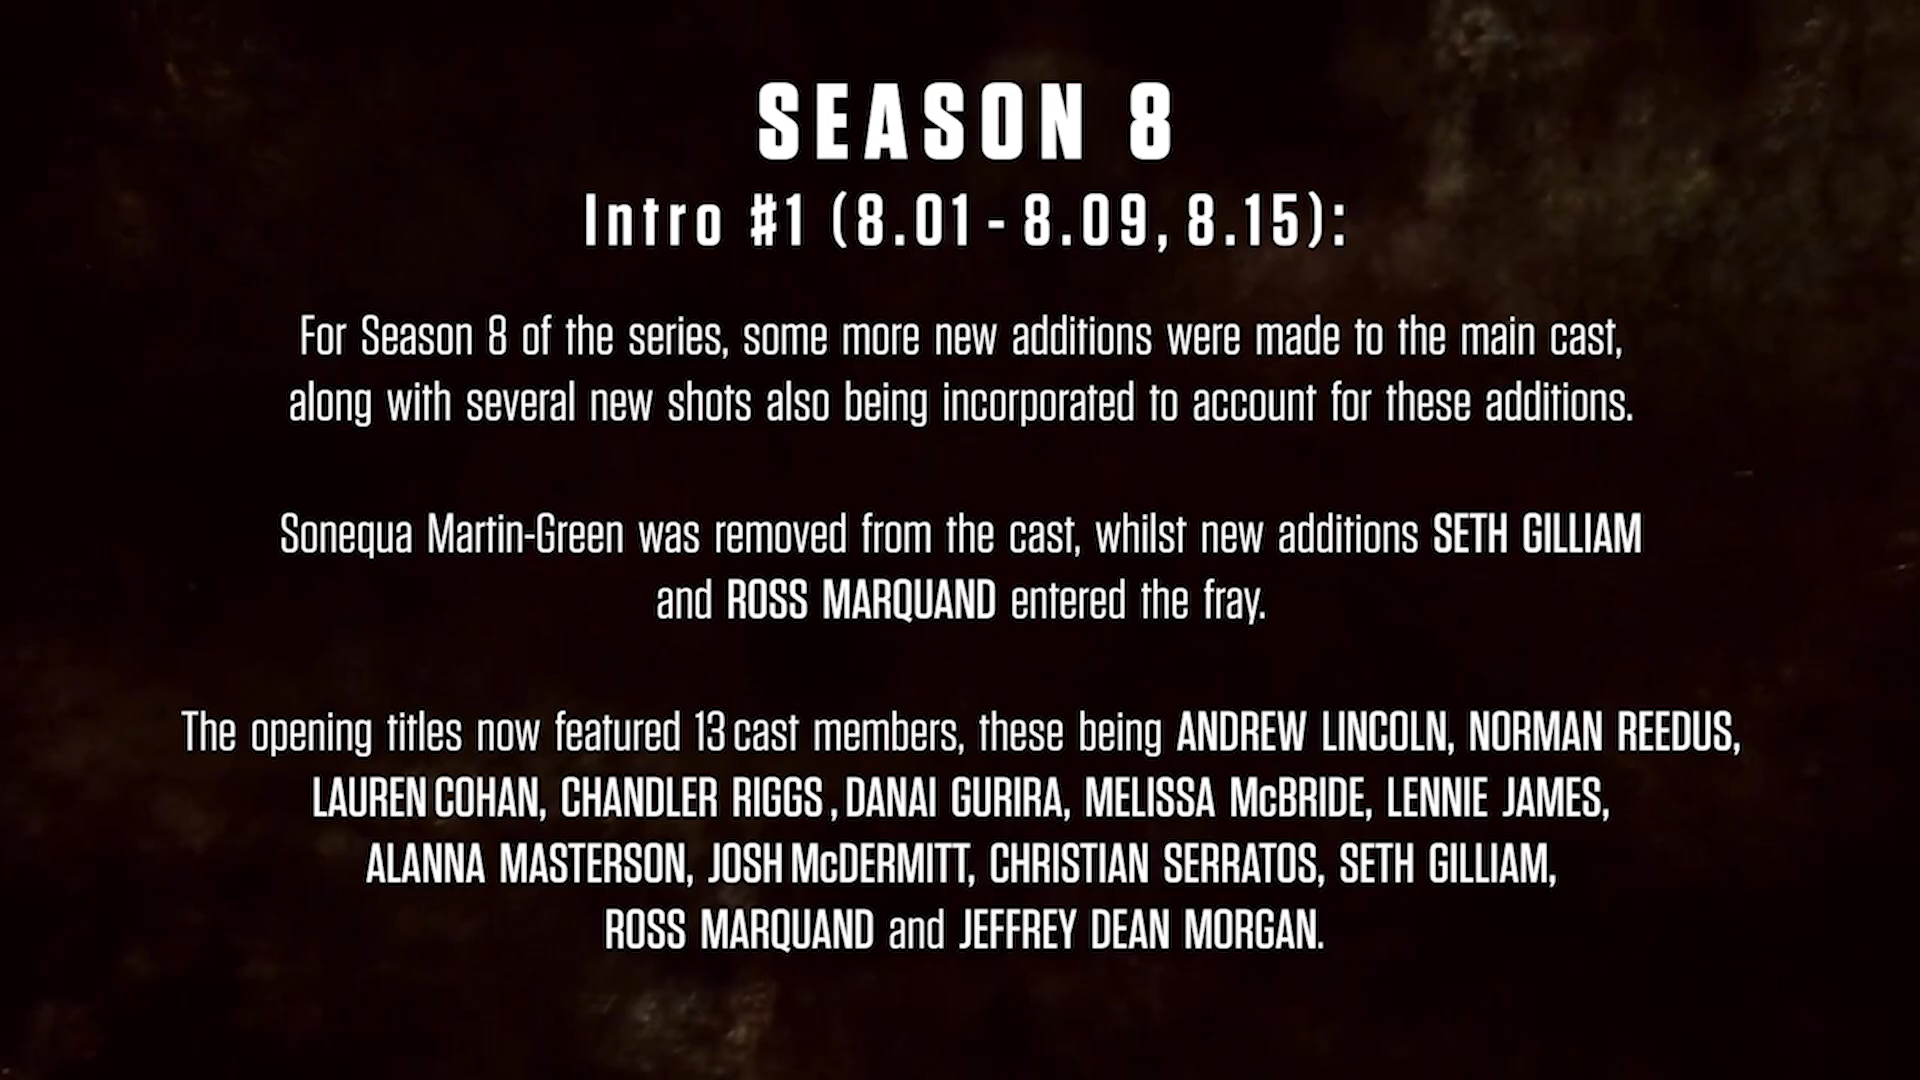 SEASON 8
Intro #1 (8.01 - 8.09, 8.15):
For Season 8 of the series, some more new additions were made to the main cast,
along with several new shots also being incorporated to account for these additions.
Sonequa Martin-Green was removed from the cast, whilst new additions SETH GILLIAM
and ROSS MARQUAND entered the fray.
The opening titles now featured 13 cast members, these being ANDREW LINCOLN, NORMAN REEDUS,
LAUREN COHAN, CHANDLER RIGGS , DANAI GURIRA, MELISSA McBRIDE, LENNIE JAMES,
ALANNA MASTERSON, JOSH McDERMITT, CHRISTIAN SERRATOS, SETH GILLIAM,
ROSS MARQUAND and JEFFREY DEAN MORGAN.